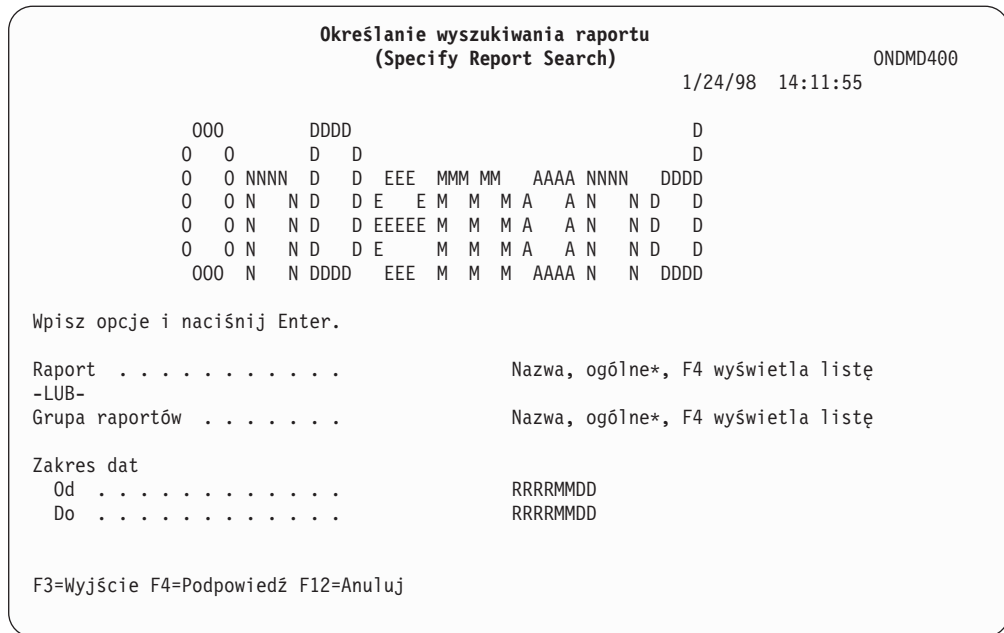 Określanie wyszukiwania raportu
(Specify Report Search) ONDMD400
1/24/98 14:11:55
OOO DDDD D
O O D D D
O O NNNN D D EEE MMM MM AAAA NNNN DDDD
O O N N D D E E M M M A A N N D D
O O N N D D EEEEE M M M A A N N D D
O O N N D D E M M M A A N N D D
OOO N N DDDD EEE M M M AAAA N N DDDD
Wpisz opcje i naciśnij Enter.
Raport . . . . . . . . . . . Nazwa, ogólne*, F4 wyświetla listę
-LUB-
Grupa raportów . . . . . . . Nazwa, ogólne*, F4 wyświetla listę
Zakres dat
Od . . . . . . . . . . . . RRRRMMDD
Do . . . . . . . . . . . . RRRRMMDD
F3=Wyjście F4=Podpowiedź F12=Anuluj